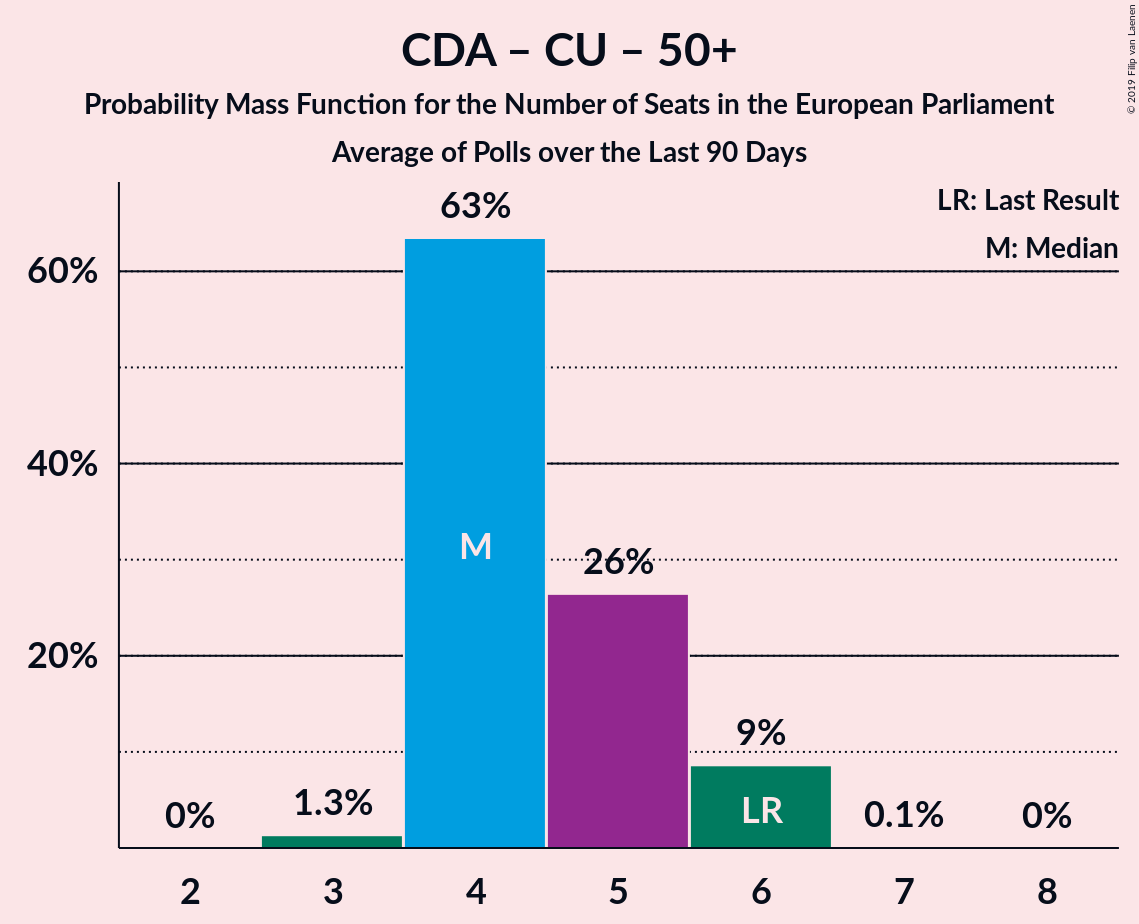 CDA – CU – 50+
Probability Mass Function for the Number of Seats in the European Parliament
Average of Polls over the Last 90 Days
© 2019 Filip van Laenen
LR: Last Result
M: Median
63%
60%
40%
M
26%
20%
9%
0%
1.3%
LR
0.1%
0%
2
3
4
5
6
7
8